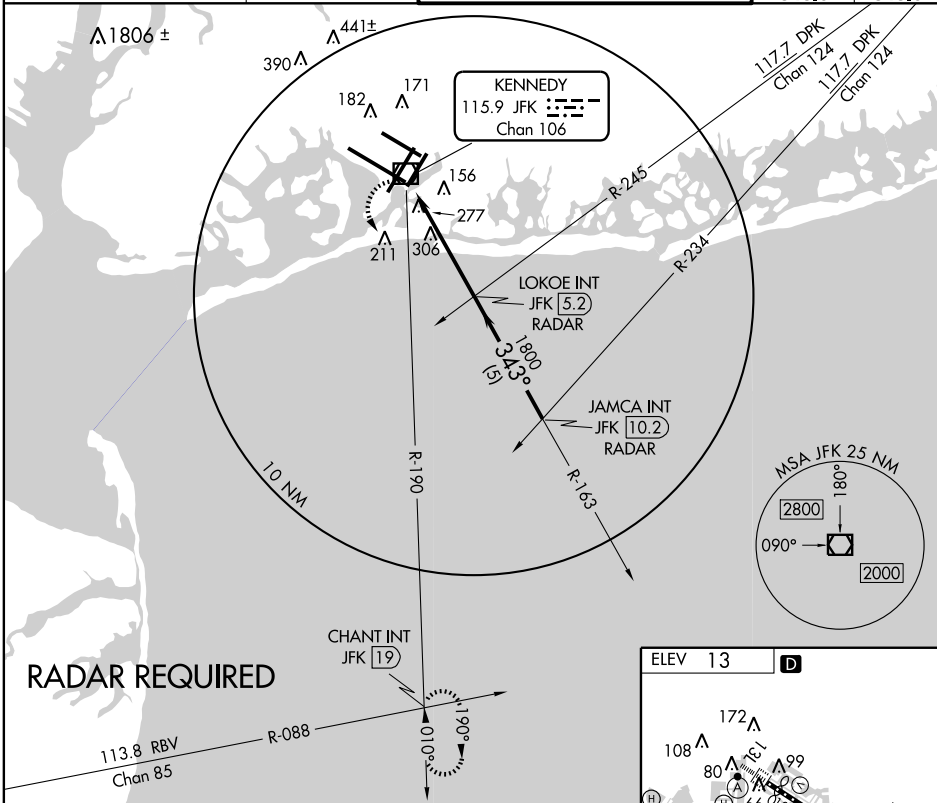 1806 ±
441±
390
171
182
KENNEDY
115.9 JFK
Chan 106
117.7 DPK
Chan 124
117.7 DPK
Chan 124
156
277
R-245
211
306
R-234
LOKOE INT
JFK 5.2
RADAR
1800
343°
(5)
JAMCA INT
JFK 10.2
RADAR
R-190
R-163
10 NM
MSA JFK 25 NM
180°
2800
090°
2000
CHANT INT
JFK 19
RADAR REQUIRED
ELEV 13
D
190°
010°
R-088
113.8 RBV
Chan 85
172
108
13L
99
80
A
V
H